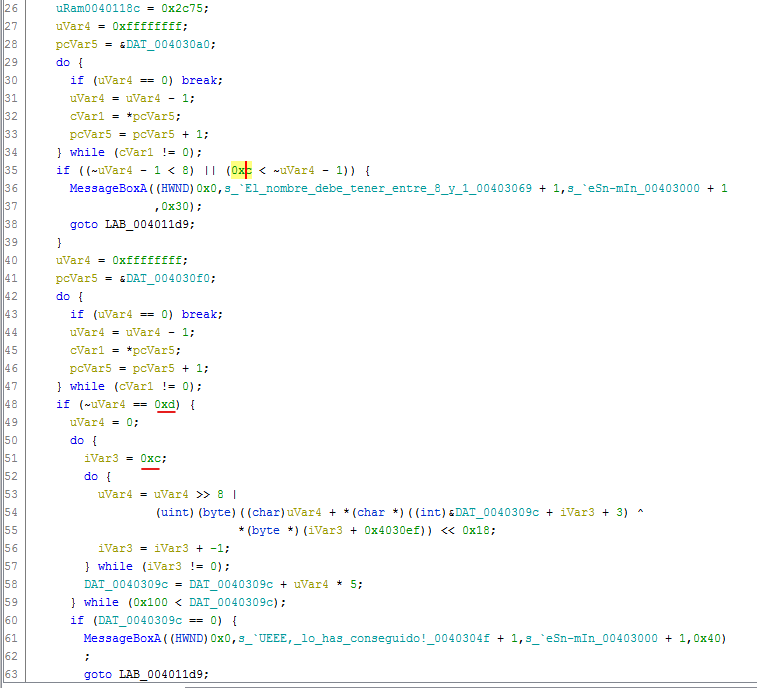 26 uRam0040118c = 0x2c75;
27 uVar4 = 0xffffffff;
28 pcVar5 = &DAT_004030a0;
29 do {
30 if (uVar4 == 0) break;
31 uVar4 = uVar4 - 1;
32 cVar1 = *pcVar5;
33 pcVar5 = pcVar5 + 1;
34 } while (cVar1 != 0);
35 if ((~uVar4 - 1 < 8) || (0xc < ~uVar4 - 1)) {
36 MessageBoxA((HWND)0x0,s_`El_nombre_debe_tener_entre_8_y_1_00403069 + 1,s_`eSn-mIn_00403000 + 1
37 ,0x30);
38 goto LAB_004011d9;
39 }
40 uVar4 = 0xffffffff;
41 pcVar5 = &DAT_004030f0;
42 do {
43 if (uVar4 == 0) break;
44 uVar4 = uVar4 - 1;
45 cVar1 = *pcVar5;
46 pcVar5 = pcVar5 + 1;
47 } while (cVar1 != 0);
48 if (~uVar4 == 0xd) {
49 uVar4 = 0;
50 do {
51 iVar3 = 0xc;
52 do {
53 uVar4 = uVar4 >> 8 |
54 (uint)(byte)((char)uVar4 + *(char *)((int)&DAT_0040309c + iVar3 + 3) ^
55 *(byte *)(iVar3 + 0x4030ef)) << 0x18;
56 iVar3 = iVar3 + -1;
57 } while (iVar3 != 0);
58 DAT_0040309c = DAT_0040309c + uVar4 * 5;
59 } while (0x100 < DAT_0040309c);
60 if (DAT_0040309c == 0) {
61 MessageBoxA((HWND)0x0,s_`UEEE,_lo_has_conseguido!_0040304f + 1,s_`eSn-mIn_00403000 + 1,0x40)
62 ;
63 goto LAB_004011d9;